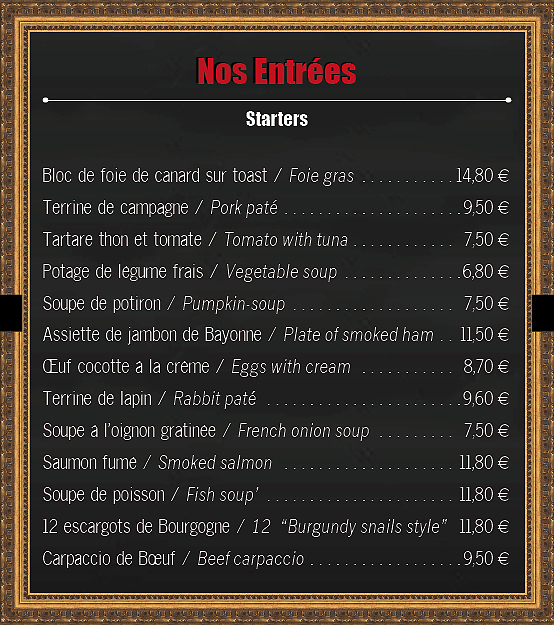 Nos Entrées
Starters
Bloc de foie de canard sur toast / Foie gras . . . . . . . . . . . 14,80 €
Terrine de campagne / Pork paté . . . . . . . . . . . . . . . . . . . .9,50 €
Tartare thon et tomate / Tomato with tuna . . . . . . . . . . . . 7,50 €
Potage de légume frais / Vegetable soup . . . . . . . . . . . . . .6,80 €
Soupe de potiron / Pumpkin-soup . . . . . . . . . . . . . . . . . . 7,50 €
Assiette de jambon de Bayonne / Plate of smoked ham . . 11,50 €
Œuf cocotte à la crème / Eggs with cream . . . . . . . . . . . 8,70 €
Terrine de lapin / Rabbit paté . . . . . . . . . . . . . . . . . . . . . .9,60 €
Soupe à l'oignon gratinée / French onion soup . . . . . . . . . 7,50 €
Saumon fumé / Smoked salmon . . . . . . . . . . . . . . . . . . . 11,80 €
Soupe de poisson / Fish soup’ . . . . . . . . . . . . . . . . . . . . . 11,80 €
12 escargots de Bourgogne / 12 “Burgundy snails style” 11,80 €
Carpaccio de Bœuf / Beef carpaccio . . . . . . . . . . . . . . . . .9,50 €